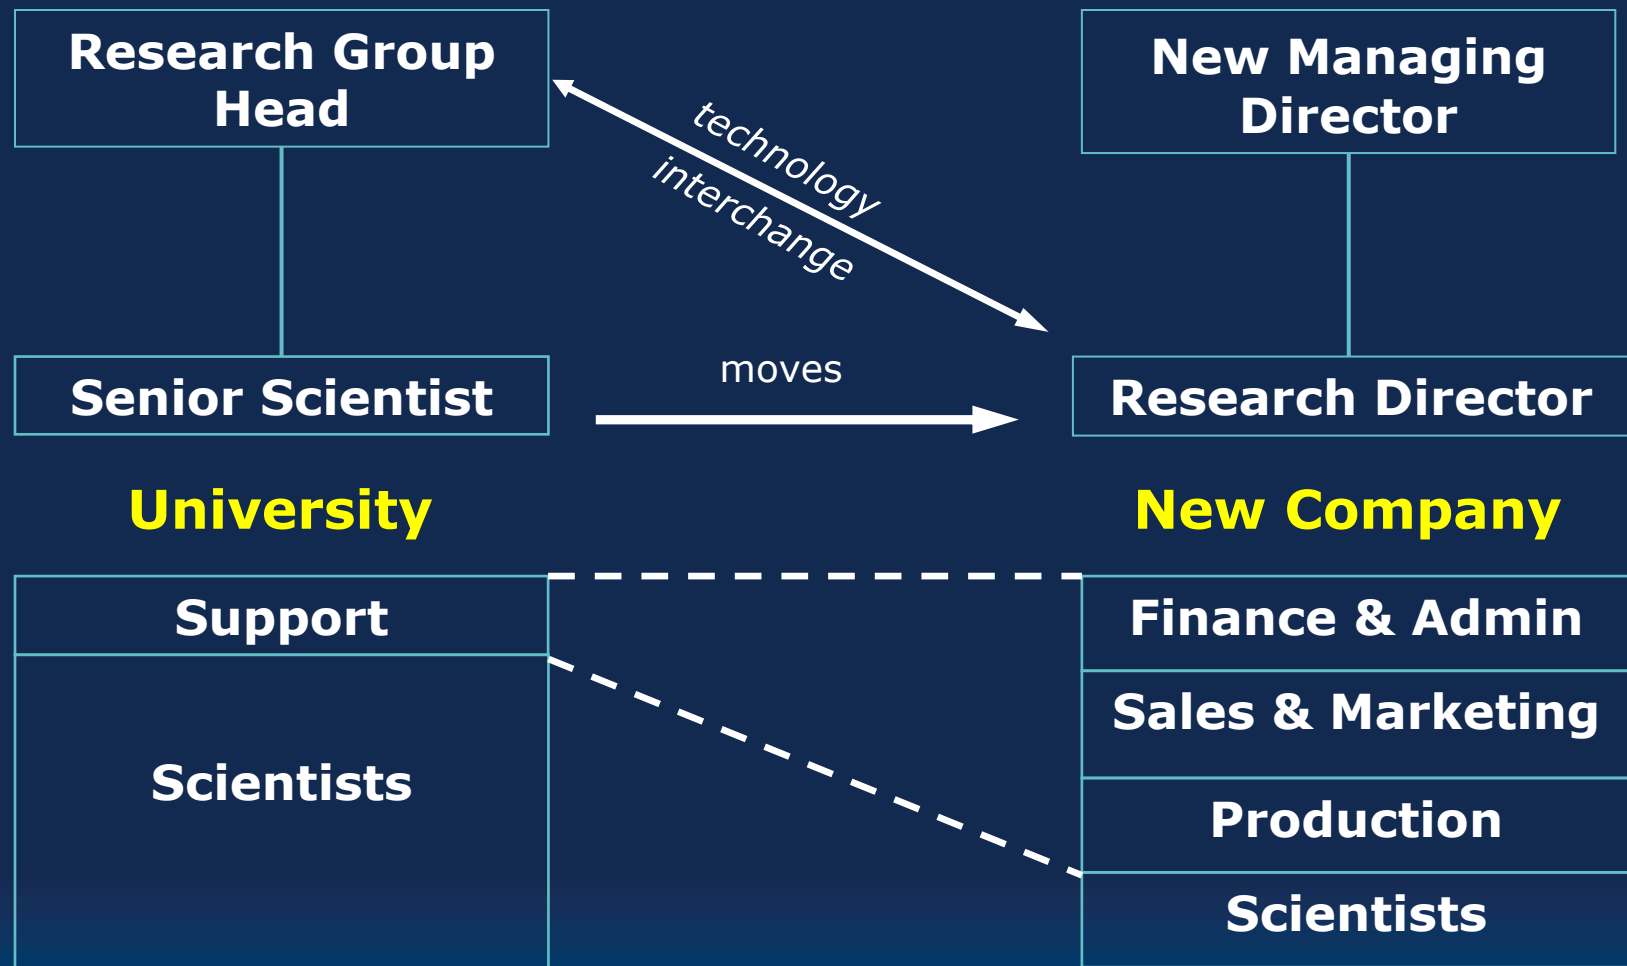 Research Group
Head
New Managing
Director
technology
interchange
moves
Senior Scientist
Research Director
University
New Company
Support
Scientists
Finance & Admin
Sales & Marketing
Production
Scientists